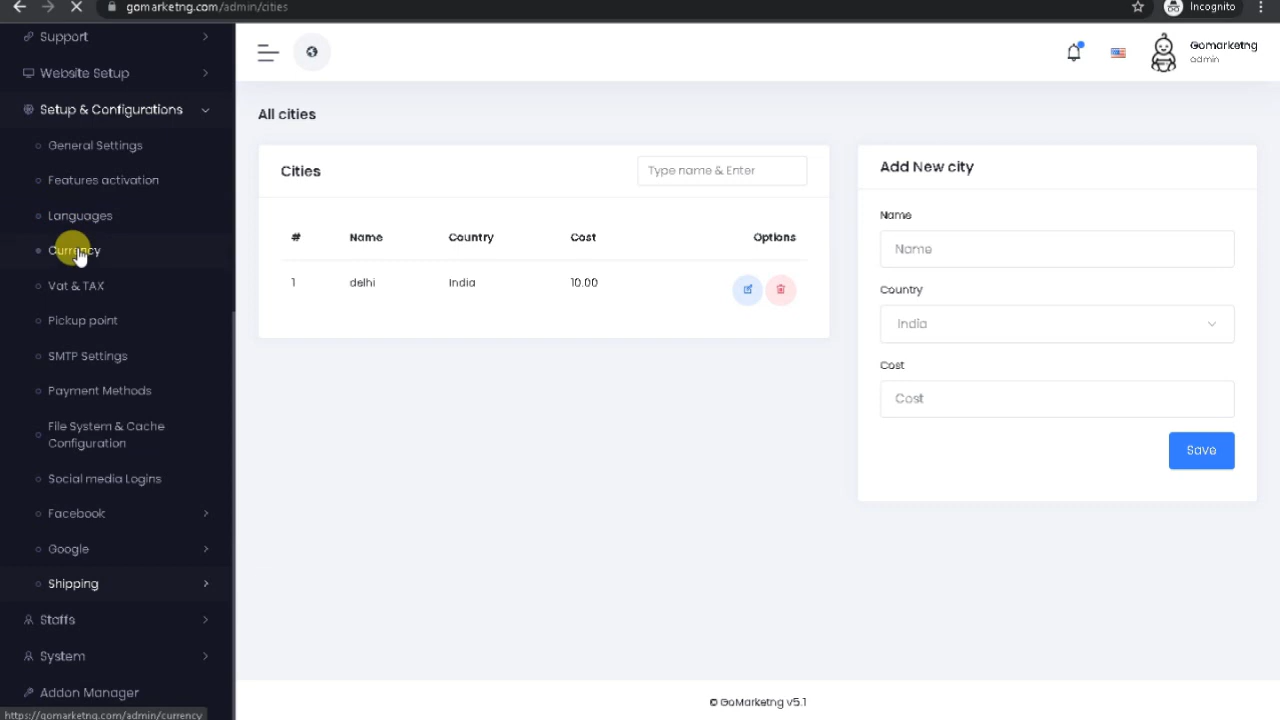 gomarketng.com/admin/cities
Incognito
Support
Website Setup
Setup & Configurations
General Settings
Features activation
Languages
Currency
Vat & TAX
Pickup point
SMTP Settings
Payment Methods
File System & Cache
Configuration
Social media Logins
Facebook
Google
Shipping
Staffs
System
Addon Manager
https://gomarketng.com/admin/currency
Gomarketng
admin
All cities
Cities
Type name & Enter
# Name Country Cost Options
1 delhi India 10.00
Add New city
Name
Name
Country
India
Cost
Cost
Save
© GoMarketng v5.1